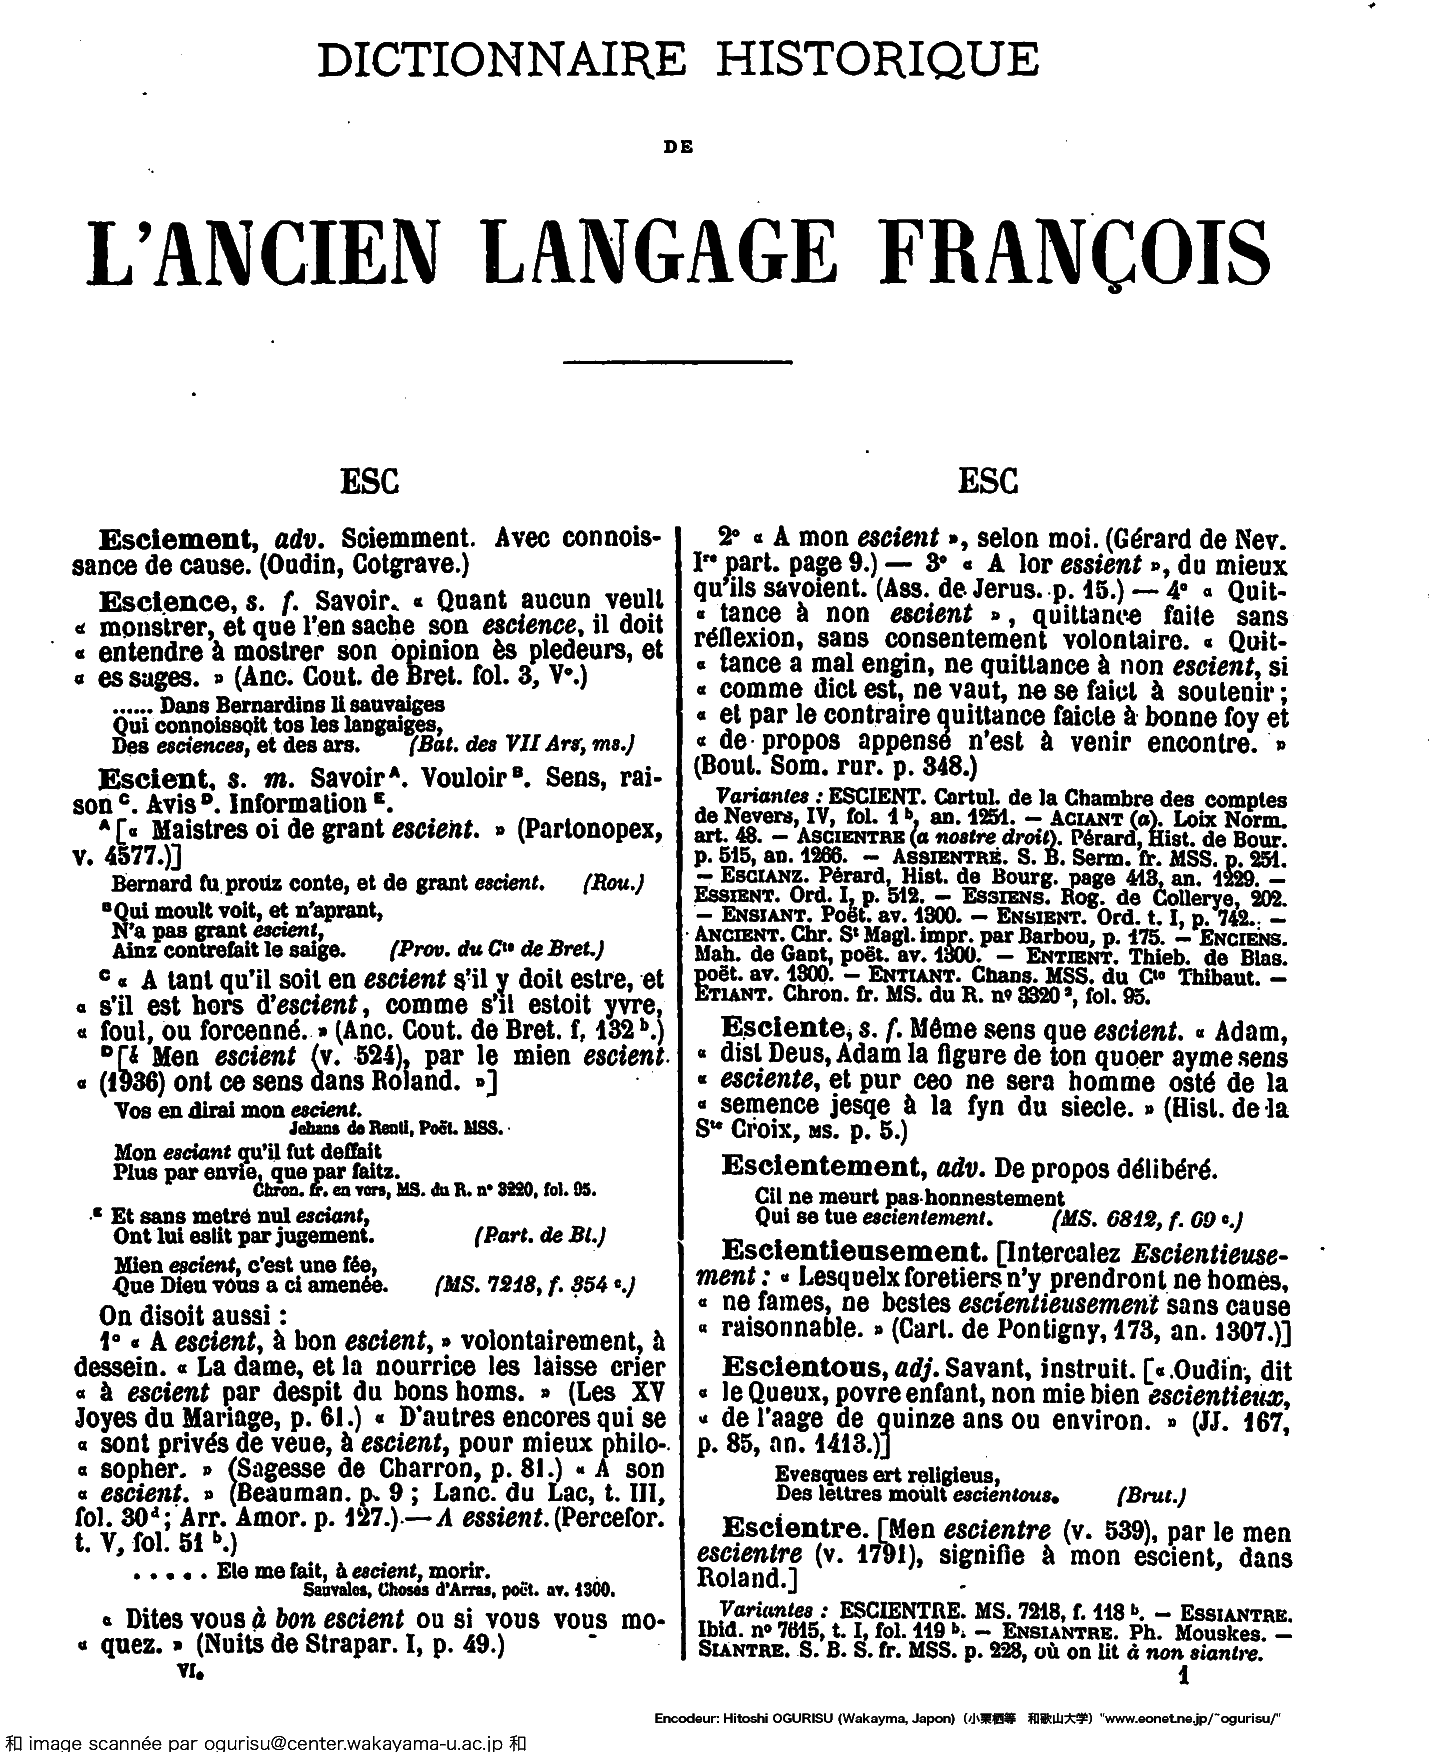 DICTIONNAIRE HISTORIQUE
DE
L'ANCIEN LANGAGE FRANÇOIS
ESC
Esciement, adv. Sciemment. Avec connois-
sance de cause. (Oudin, Cotgrave.)
Escience, s. f. Savoir. « Quant aucun veult
« monstrer, et que l'en sache son escience, il doit
« entendre à mostrer son opinion ès pledeurs, et
« es sages. » (Anc. Cout. de Bret. fol. 3, Vº.)
...... Dans Bernardins li sauvaiges
Qui connoissoit tos les langaiges,
Des esciences, et des ars. (Bat. des VII Ars, ms.)
Escient, s. m. Savoir A. Vouloir B. Sens, rai-
son C. Avis D. Information E.
A [« Maistres oi de grant escient. » (Partonopex,
v. 4577.)]
Bernard fu prouz conte, et de grant escient. (Rou.)
B Qui moult voit, et n'aprant,
N'a pas grant escient,
Ainz contrefait le saige. (Prov. du Cte de Bret.)
C « A tant qu'il soit en escient s'il y doit estre, et
« s'il est hors d'escient, comme s'il estoit yvre,
« foul, ou forcenné. » (Anc. Cout. de Bret. f, 132 b.)
D [« Men escient (v. 524), par le mien escient
« (1936) ont ce sens dans Roland. »]
Vos en dirai mon escient.
Jehans de Renti, Poët. MSS.
Mon esciant qu'il fut deffait
Plus par envie, que par faitz.
Chron. fr. en vers, MS. du R. nº 3220, fol. 95.
E Et sans metre nul esciant,
Ont lui eslit par jugement. (Part. de Bl.)
Mien escient, c'est une fée,
Que Dieu vous a ci amenée. (MS. 7218, f. 354 c.)
On disoit aussi :
1º « A escient, à bon escient, » volontairement, à
dessein. « La dame, et la nourrice les laisse crier
« à escient par despit du bons homs. » (Les XV
Joyes du Mariage, p. 61.) « D'autres encores qui se
« sont privés de veue, à escient, pour mieux philo-
« sopher. » (Sagesse de Charron, p. 81.) « A son
« escient. » (Beauman. p. 9 ; Lanc. du Lac, t. III,
fol. 30 d ; Arr. Amor. p. 127.) — A essient. (Percefor.
t. V, fol. 51 b.)
. . . . . Ele me fait, à escient, morir.
Sauvales, Choses d'Arras, poët. av. 1300.
« Dites vous à bon escient ou si vous vous mo-
« quez. » (Nuits de Strapar. I, p. 49.)
VI.
ESC
2º « A mon escient », selon moi. (Gérard de Nev.
Ire part. page 9.) — 3º « A lor essient », du mieux
qu'ils savoient. (Ass. de Jerus. p. 15.) — 4º « Quit-
« tance à non escient », quittance faite sans
réflexion, sans consentement volontaire. « Quit-
« tance a mal engin, ne quittance à non escient, si
« comme dict est, ne vaut, ne se faict à soutenir ;
« et par le contraire quittance faicte à bonne foy et
« de propos appensé n'est à venir encontre. »
(Bout. Som. rur. p. 348.)
Variantes : ESCIENT. Cartul. de la Chambre des comptes
de Nevers, IV, fol. 1 b, an. 1251. — ACIANT (a). Loix Norm.
art. 48. — ASCIENTRE (a nostre droit). Pérard, Hist. de Bour.
p. 515, an. 1266. — ASSIENTRE. S. B. Serm. fr. MSS. p. 251.
— ESCIANZ. Pérard, Hist. de Bourg. page 413, an. 1229. —
ESSIENT. Ord. I, p. 512. — ESSIENS. Rog. de Collerye, 202.
— ENSIANT. Poët. av. 1300. — ENSIENT. Ord. t. I, p. 742. —
ANCIENT. Chr. St Magl. impr. par Barbou, p. 175. — ENCIENS.
Mah. de Gant, poët. av. 1300. — ENTIENT. Thieb. de Blas.
poët. av. 1300. — ENTIANT. Chans. MSS. du Cte Thibaut. —
ETIANT. Chron. fr. MS. du R. nº 3320 2, fol. 95.
Esciente, s. f. Même sens que escient. « Adam,
« dist Deus, Adam la figure de ton quoer ayme sens
« esciente, et pur ceo ne sera homme osté de la
« semence jesqe à la fyn du siecle. » (Hist. de la
Ste Croix, MS. p. 5.)
Escientement, adv. De propos délibéré.
Cil ne meurt pas honnestement
Qui se tue escientement. (MS. 6812, f. 69 c.)
Escientieusement. [Intercalez Escientieuse-
ment : « Lesquelx foretiers n'y prendront ne homes,
« ne fames, ne bestes escientieusement sans cause
« raisonnable. » (Cart. de Pontigny, 173, an. 1307.)]
Escientous, adj. Savant, instruit. [« Oudin, dit
« le Queux, povre enfant, non mie bien escientieux,
« de l'aage de quinze ans ou environ. » (JJ. 167,
p. 85, an. 1413.)]
Evesques ert religieus,
Des lettres moult escientous. (Brut.)
Escientre. [Men escientre (v. 539), par le men
escientre (v. 1791), signifie à mon escient, dans
Roland.]
Variantes : ESCIENTRE. MS. 7218, f. 118 b. — ESSIANTRE.
Ibid. nº 7615, t. I, fol. 119 b. — ENSIANTRE. Ph. Mouskes. —
SIANTRE. S. B. S. fr. MSS. p. 228, où on lit à non siantre.
1
Encodeur: Hitoshi OGURISU (Wakayma, Japon) (小栗栖等 和歌山大学) "www.eonet.ne.jp/~ogurisu/"
和 image scannée par ogurisu@center.wakayama-u.ac.jp 和